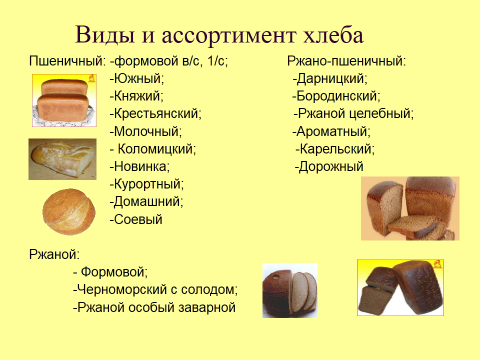 Виды и ассортимент хлеба
Пшеничный: -формовой в/с, 1/с;
-Южный;
-Княжий;
-Крестьянский;
-Молочный;
- Коломицкий;
-Новинка;
-Курортный;
-Домашний;
-Соевый
Ржано-пшеничный:
-Дарницкий;
-Бородинский;
-Ржаной целебный;
-Ароматный;
-Карельский;
-Дорожный
Ржаной:
- Формовой;
-Черноморский с солодом;
-Ржаной особый заварной